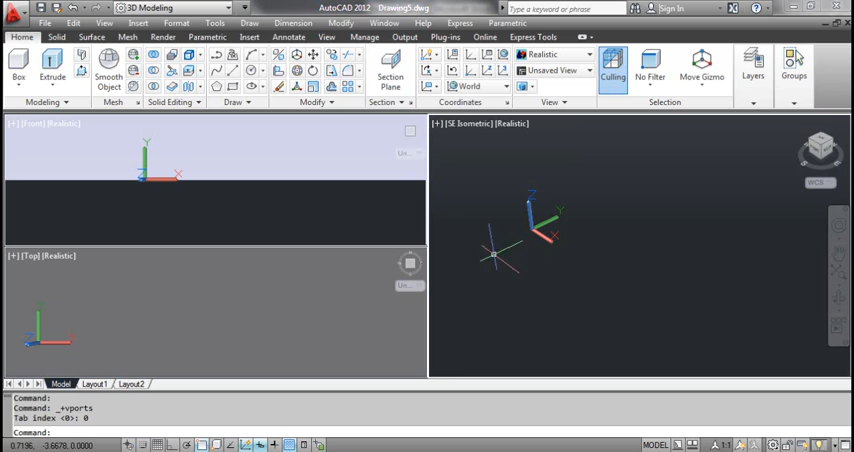 3D Modeling
AutoCAD 2012 Drawing5.dwg
Type a keyword or phrase
Sign In
Home Insert Format Tools Draw Dimension Modify Window Help Express Parametric
Home Solid Surface Mesh Render Parametric Insert Annotate View Manage Output Plug-ins Online Express Tools
Box
Extrude
Smooth
Object
Section
Plane
Realistic
Unsaved View
World
Culling
No Filter
Move Gizmo
Layers
Groups
Modeling
Mesh
Solid Editing
Draw
Modify
Section
Coordinates
View
Selection
[+] [Front] [Realistic]
Y
Z
X
Un...
[+] [Top] [Realistic]
Un...
[+] [SE Isometric] [Realistic]
Z
Y
X
WCS
Model Layout1 Layout2
Command:
Command: _+vports
Tab index <0>: 0
Command:
0.7196, -3.6678, 0.0000
MODEL
1:1